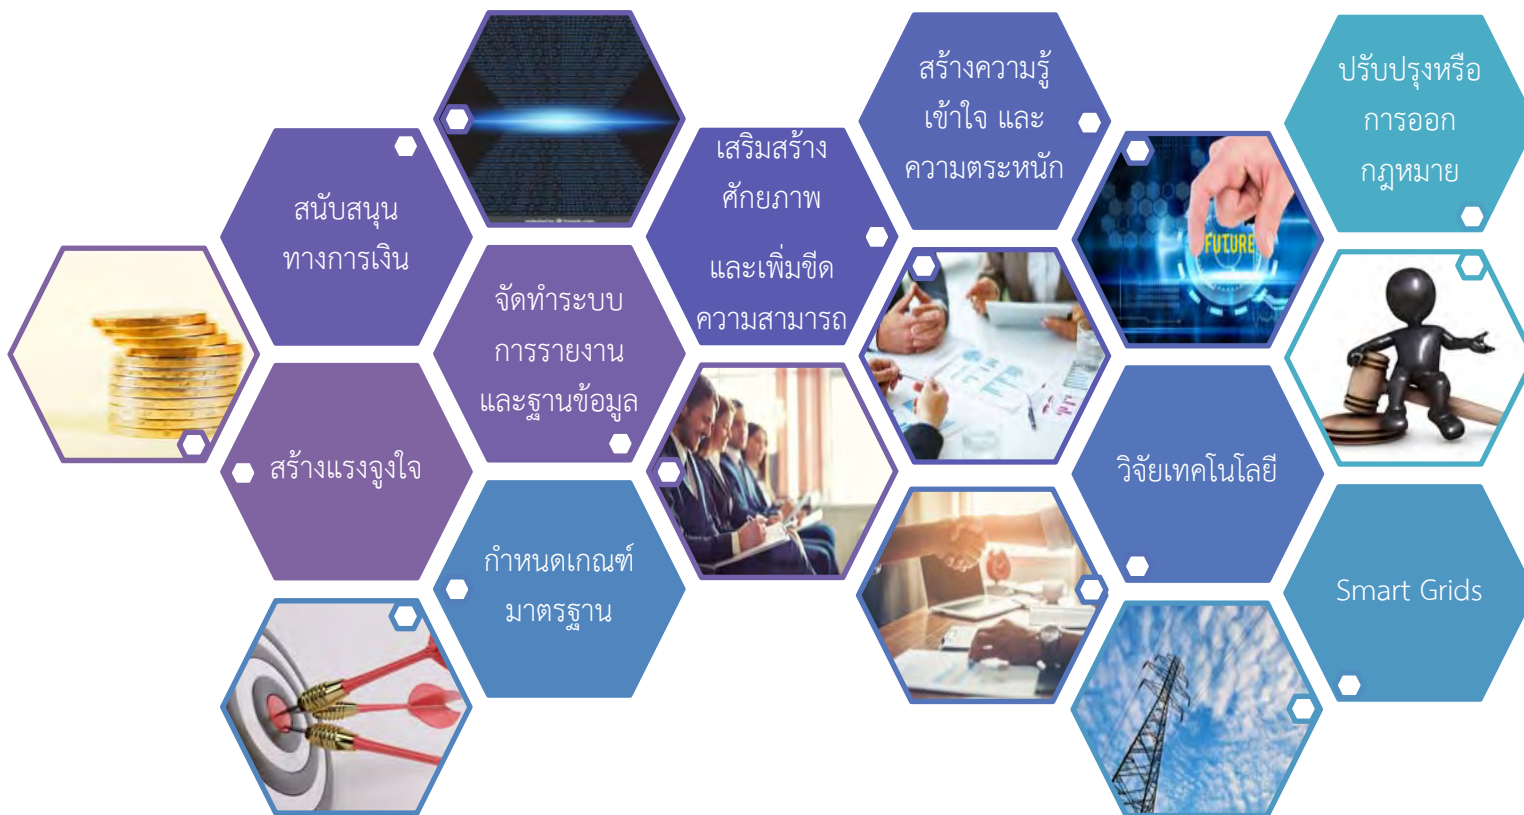 สนับสนุน
ทางการเงิน
สร้างแรงจูงใจ
จัดทำระบบ
การรายงาน
และฐานข้อมูล
กำหนดเกณฑ์
มาตรฐาน
เสริมสร้าง
ศักยภาพ
และเพิ่มขีด
ความสามารถ
สร้างความรู้
เข้าใจ และ
ความตระหนัก
FUTURE
วิจัยเทคโนโลยี
ปรับปรุงหรือ
การออก
กฎหมาย
Smart Grids